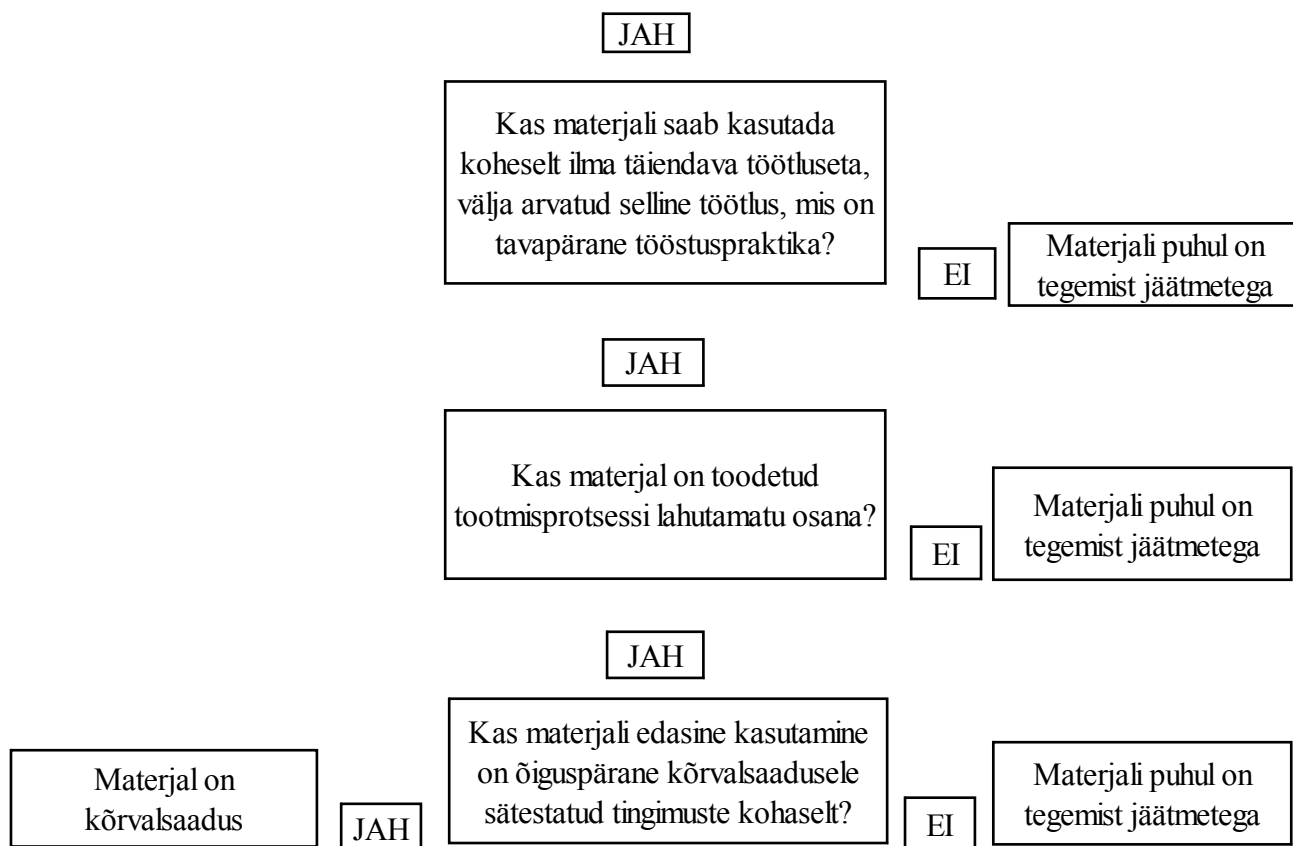 JAH
Kas materjali saab kasutada
koheselt ilma täiendava töötluseta,
välja arvatud selline töötlus, mis on
tavapärane tööstuspraktika?
EI
Materjali puhul on
tegemist jäätmetega
JAH
Kas materjal on toodetud
tootmisprotsessi lahutamatu osana?
EI
Materjali puhul on
tegemist jäätmetega
JAH
Kas materjali edasine kasutamine
on õiguspärane kõrvalsaadusele
sätestatud tingimuste kohaselt?
Materjal on
kõrvalsaadus
JAH
EI
Materjali puhul on
tegemist jäätmetega